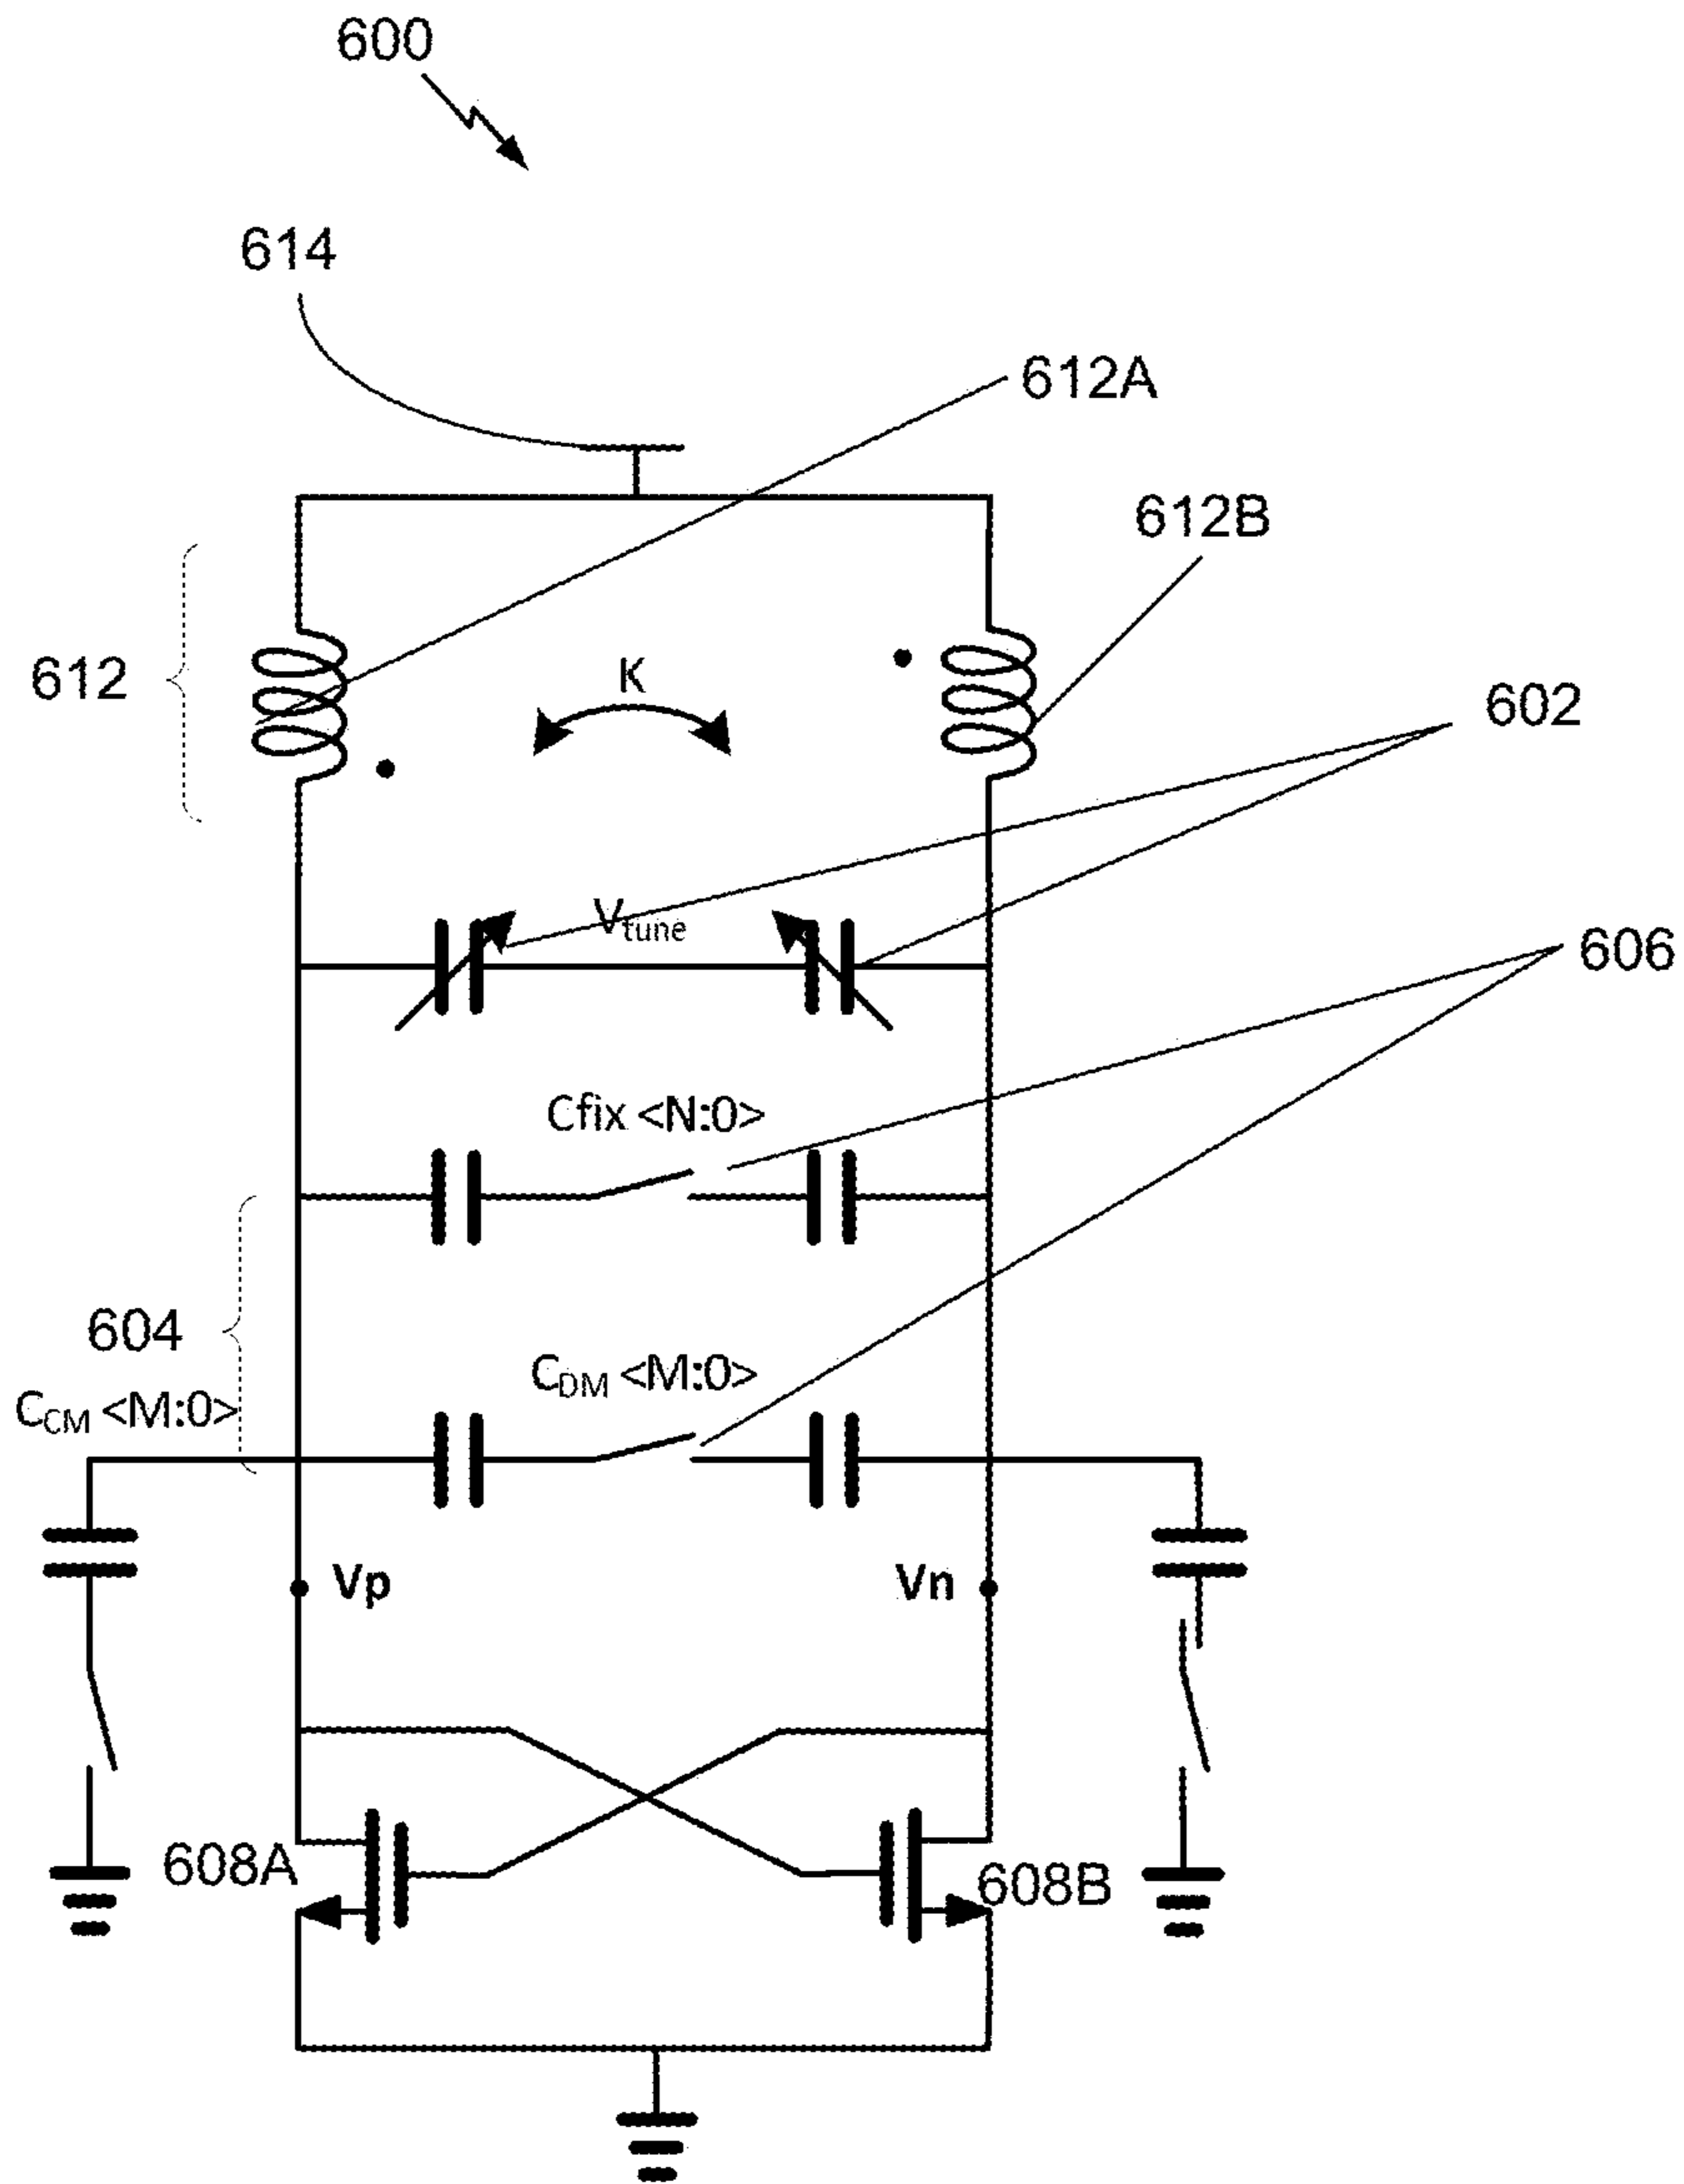 600
614
612A
612B
612
K
602
Vtune
606
Cfix <N:0>
604
CDM <M:0>
CCM <M:0>
Vp
Vn
608A
608B